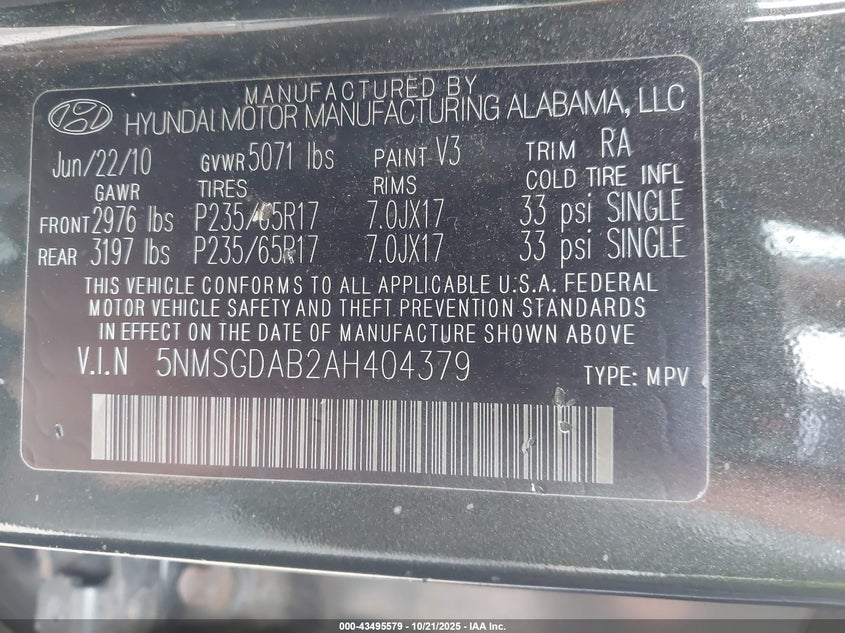 MANUFACTURED BY
HYUNDAI MOTOR MANUFACTURING ALABAMA, LLC
Jun/22/10 GVWR 5071 lbs PAINT V3 TRIM RA
GAWR TIRES RIMS COLD TIRE INFL
FRONT 2976 lbs P235/65R17 7.0JX17 33 psi SINGLE
REAR 3197 lbs P235/65R17 7.0JX17 33 psi SINGLE
THIS VEHICLE CONFORMS TO ALL APPLICABLE U.S.A. FEDERAL
MOTOR VEHICLE SAFETY AND THEFT PREVENTION STANDARDS
IN EFFECT ON THE DATE OF MANUFACTURE SHOWN ABOVE
V.I.N 5NMSGDAB2AH404379 TYPE: MPV
000-43495579 - 10/21/2025 - IAA Inc.